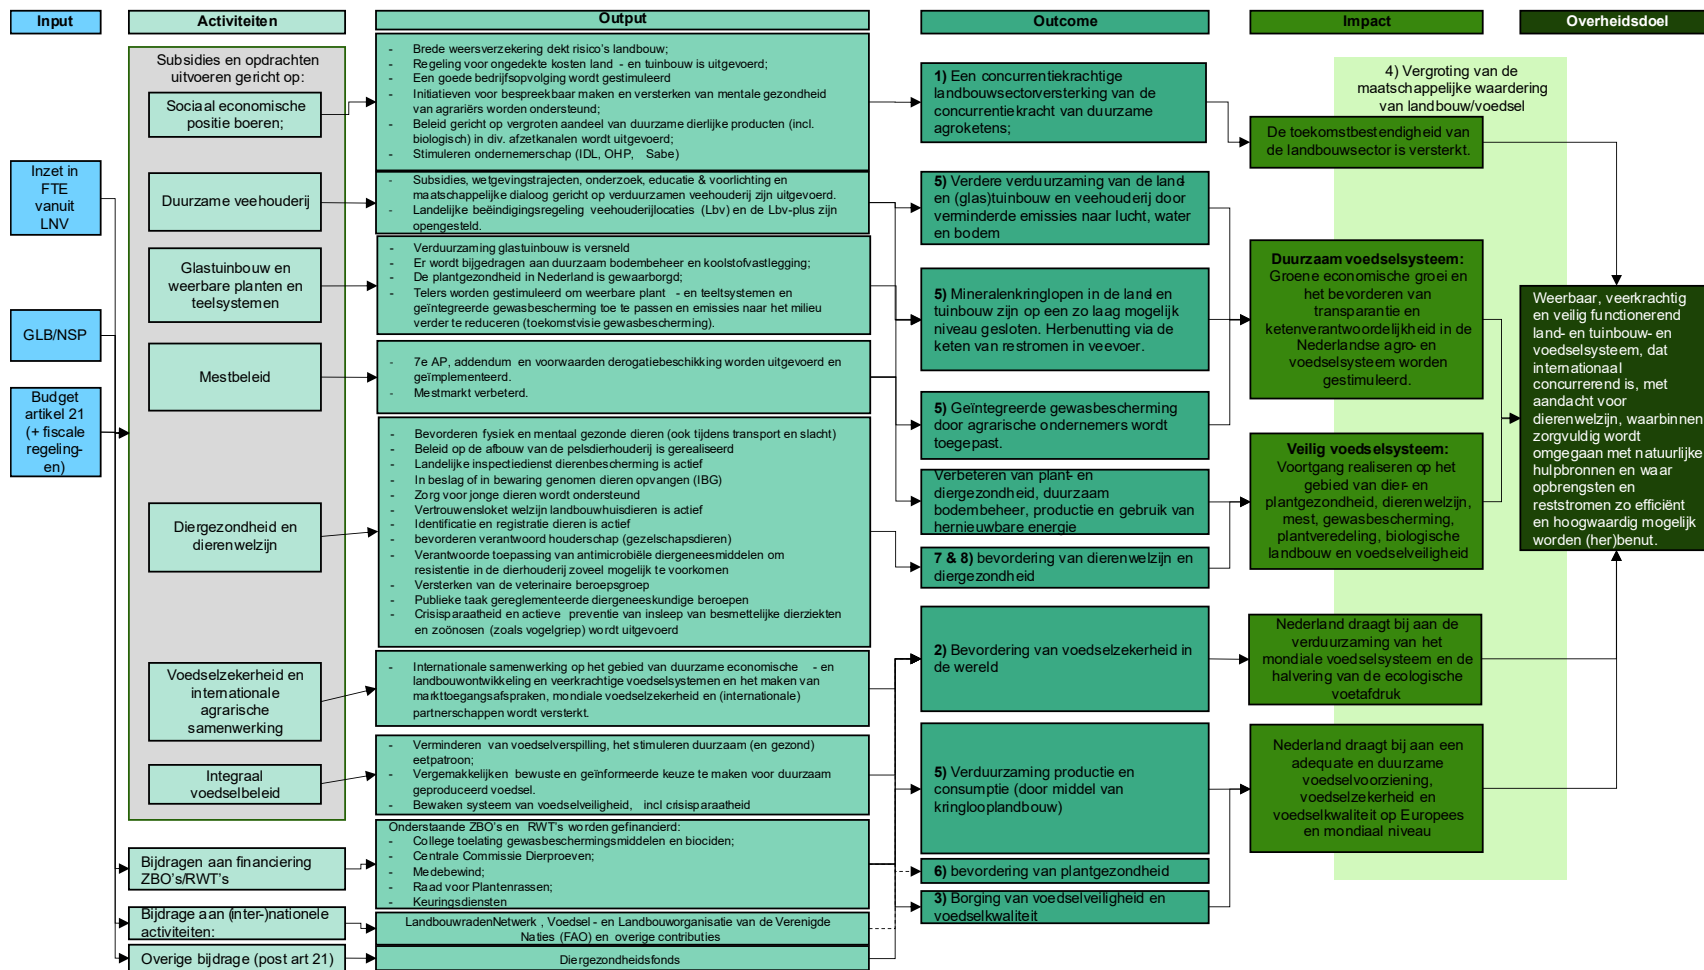 Input
Activiteiten
Output
Outcome
Impact
Overheidsdoel
Inzet in
FTE
vanuit
LNV
GLB/NSP
Budget
artikel 21
(+ fiscale
regeling-
en)
Subsidies en opdrachten
uitvoeren gericht op:
Sociaal economische
positie boeren;
Duurzame veehouderij
Glastuinbouw en
weerbare planten en
teelsystemen
Mestbeleid
Diergezondheid en
dierenwelzijn
Voedselzekerheid en
internationale
agrarische
samenwerking
Integraal
voedselbeleid
Bijdragen aan financiering
ZBO's/RWT's
Bijdrage aan (inter-)nationele
activiteiten:
Overige bijdrage (post art 21)
- Brede weersverzekering dekt risico's landbouw;
- Regeling voor ongedekte kosten land - en tuinbouw is uitgevoerd;
- Een goede bedrijfsopvolging wordt gestimuleerd
- Initiatieven voor bespreekbaar maken en versterken van mentale gezondheid
van agrariërs worden ondersteund;
- Beleid gericht op vergroten aandeel van duurzame dierlijke producten (incl.
biologisch) in div. afzetkanalen wordt uitgevoerd;
- Stimuleren ondernemerschap (IDL, OHP, Sabe)
- Subsidies, wetgevingstrajecten, onderzoek, educatie & voorlichting en
maatschappelijke dialoog gericht op verduurzamen veehouderij zijn uitgevoerd.
- Landelijke beëindigingsregeling veehouderijlocaties (Lbv) en de Lbv-plus zijn
opengesteld.
- Verduurzaming glastuinbouw is versneld
- Er wordt bijgedragen aan duurzaam bodembeheer en koolstofvastlegging;
- De plantgezondheid in Nederland is gewaarborgd;
- Telers worden gestimuleerd om weerbare plant - en teeltsystemen en
geïntegreerde gewasbescherming toe te passen en emissies naar het milieu
verder te reduceren (toekomstvisie gewasbescherming).
- 7e AP, addendum en voorwaarden derogatiebeschikking worden uitgevoerd en
geïmplementeerd.
- Mestmarkt verbeterd.
- Bevorderen fysiek en mentaal gezonde dieren (ook tijdens transport en slacht)
- Beleid op de afbouw van de pelsdierhouderij is gerealiseerd
- Landelijke inspectiedienst dierenbescherming is actief
- In beslag of in bewaring genomen dieren opvangen (IBG)
- Zorg voor jonge dieren wordt ondersteund
- Vertrouwensloket welzijn landbouwhuisdieren is actief
- Identificatie en registratie dieren is actief
- bevorderen verantwoord houderschap (gezelschapsdieren)
- Verantwoorde toepassing van antimicrobiële diergeneesmiddelen om
resistentie in de dierhouderij zoveel mogelijk te voorkomen
- Versterken van de veterinaire beroepsgroep
- Publieke taak gereglementeerde diergeneeskundige beroepen
- Crisisparaatheid en actieve preventie van insleep van besmettelijke dierziekten
en zoönosen (zoals vogelgriep) wordt uitgevoerd
- Internationale samenwerking op het gebied van duurzame economische - en
landbouwontwikkeling en veerkrachtige voedselsystemen en het maken van
markttoegangsafspraken, mondiale voedselzekerheid en (internationale)
partnerschappen wordt versterkt.
- Verminderen van voedselverspilling, het stimuleren duurzaam (en gezond)
eetpatroon;
- Vergemakkelijken bewuste en geïnformeerde keuze te maken voor duurzaam
geproduceerd voedsel.
- Bewaken systeem van voedselveiligheid, incl crisisparaatheid
Onderstaande ZBO's en RWT's worden gefinancierd:
- College toelating gewasbeschermingsmiddelen en biociden;
- Centrale Commissie Dierproeven;
- Medebewind;
- Raad voor Plantenrassen;
- Keuringsdiensten
LandbouwradenNetwerk , Voedsel - en Landbouworganisatie van de Verenigde
Naties (FAO) en overige contributies
Diergezondheidsfonds
1) Een concurrentiekrachtige
landbouwsectorversterking van de
concurrentiekracht van duurzame
agroketens;
5) Verdere verduurzaming van de land-
en (glas)tuinbouw en veehouderij door
verminderde emissies naar lucht, water
en bodem
5) Mineralenkringlopen in de land-en
tuinbouw zijn op een zo laag mogelijk
niveau gesloten. Herbenutting via de
keten van restromen in veevoer.
5) Geïntegreerde gewasbescherming
door agrarische ondernemers wordt
toegepast.
Verbeteren van plant- en
diergezondheid, duurzaam
bodembeheer, productie en gebruik van
hernieuwbare energie
7 & 8) bevordering van dierenwelzijn en
diergezondheid
2) Bevordering van voedselzekerheid in
de wereld
5) Verduurzaming productie en
consumptie (door middel van
kringlooplandbouw)
6) bevordering van plantgezondheid
3) Borging van voedselveiligheid en
voedselkwaliteit
4) Vergroting van de
maatschappelijke waardering
van landbouw/voedsel
De toekomstbestendigheid van
de landbouwsector is versterkt.
Duurzaam voedselsysteem:
Groene economische groei en
het bevorderen van
transparantie en
ketenverantwoordelijkheid in de
Nederlandse agro- en
voedselsysteem worden
gestimuleerd.
Veilig voedselsysteem:
Voortgang realiseren op het
gebied van dier- en
plantgezondheid, dierenwelzijn,
mest, gewasbescherming,
plantveredeling, biologische
landbouw en voedselveiligheid
Nederland draagt bij aan de
verduurzaming van het
mondiale voedselsysteem en de
halvering van de ecologische
voetafdruk
Nederland draagt bij aan een
adequate en duurzame
voedselvoorziening,
voedselzekerheid en
voedselkwaliteit op Europees
en mondiaal niveau
Weerbaar, veerkrachtig
en veilig functionerend
land- en tuinbouw- en
voedselsysteem, dat
internationaal
concurrerend is, met
aandacht voor
dierenwelzijn, waarbinnen
zorgvuldig wordt
omgegaan met natuurlijke
hulpbronnen en waar
opbrengsten en
reststromen zo efficiënt
en hoogwaardig mogelijk
worden (her)benut.